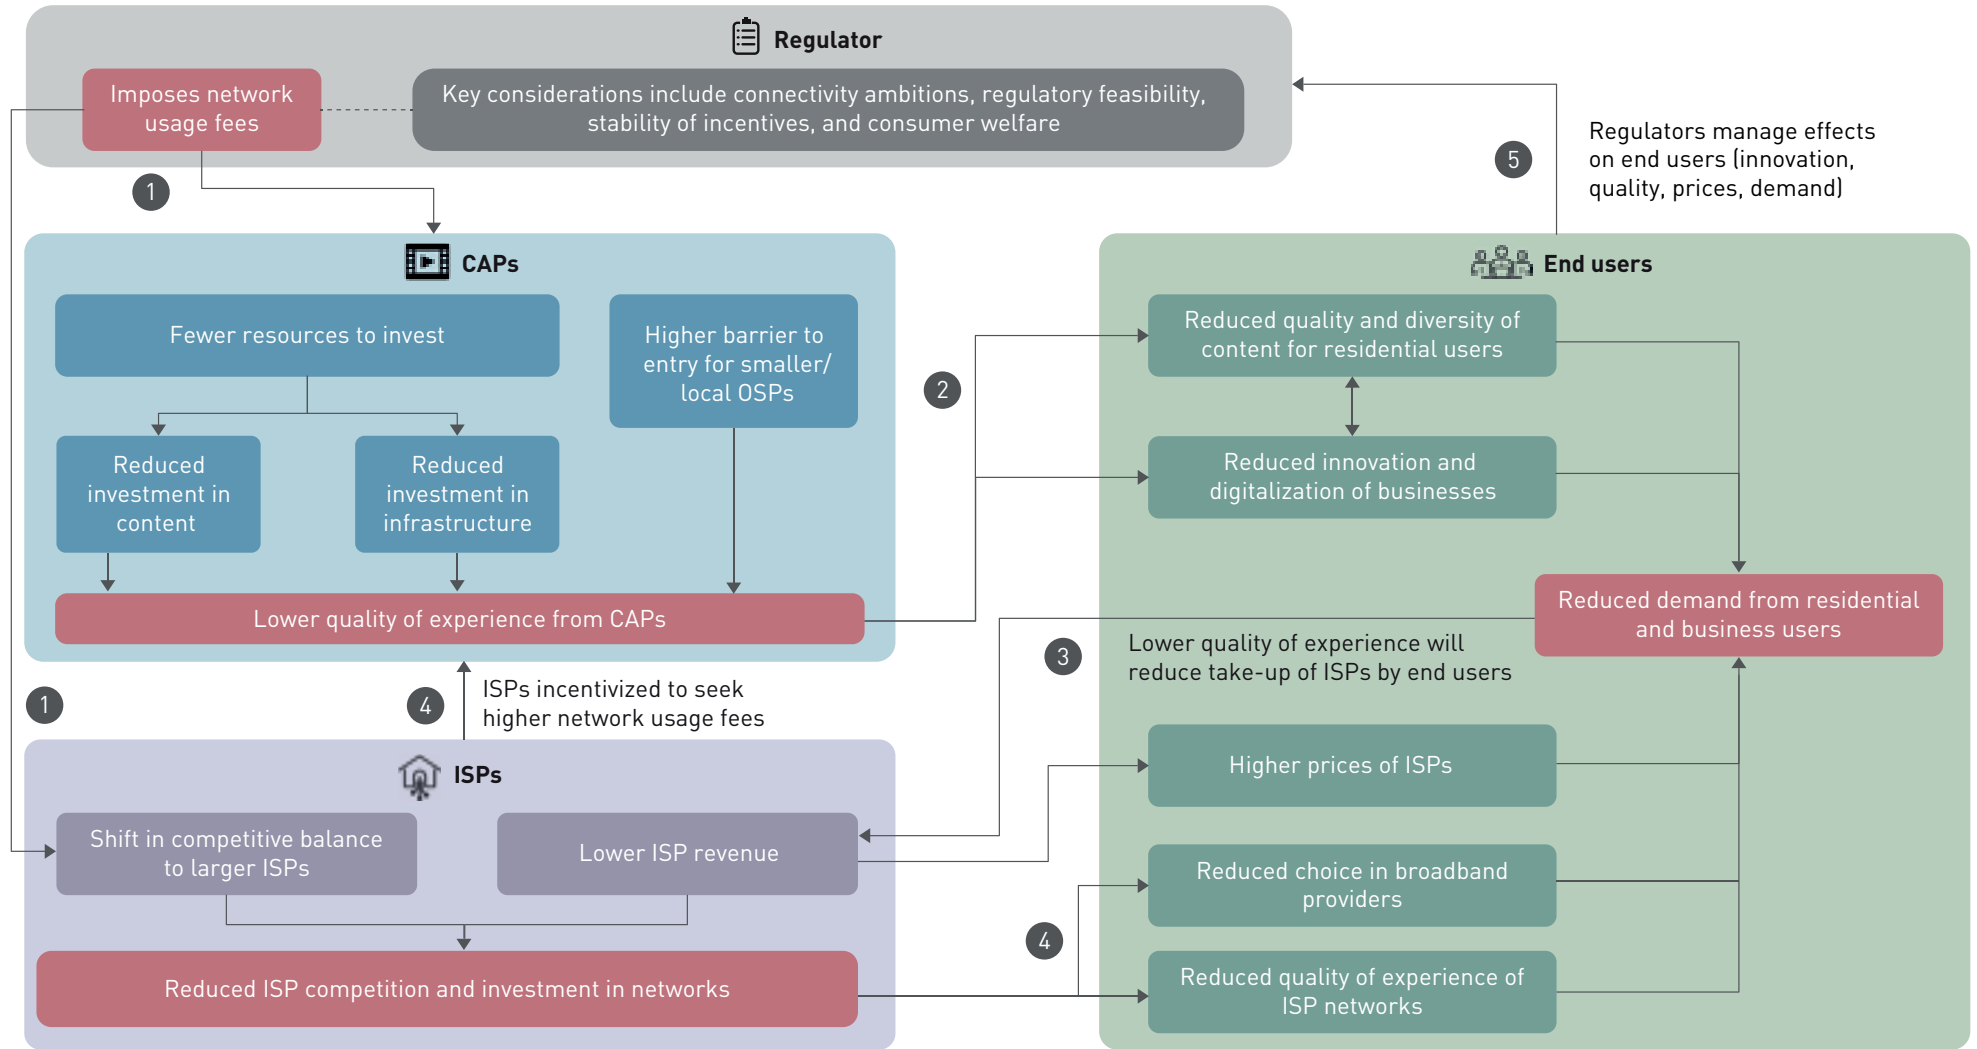 Regulator
Imposes network
usage fees
Key considerations include connectivity ambitions, regulatory feasibility,
stability of incentives, and consumer welfare
1
5
Regulators manage effects
on end users (innovation,
quality, prices, demand)
CAPs
Fewer resources to invest
Higher barrier to
entry for smaller/
local OSPs
Reduced
investment in
content
Reduced
investment in
infrastructure
Lower quality of experience from CAPs
2
End users
Reduced quality and diversity of
content for residential users
Reduced innovation and
digitalization of businesses
Reduced demand from residential
and business users
3
Lower quality of experience will
reduce take-up of ISPs by end users
1
4
ISPs incentivized to seek
higher network usage fees
ISPs
Shift in competitive balance
to larger ISPs
Lower ISP revenue
Reduced ISP competition and investment in networks
4
Higher prices of ISPs
Reduced choice in broadband
providers
Reduced quality of experience of
ISP networks